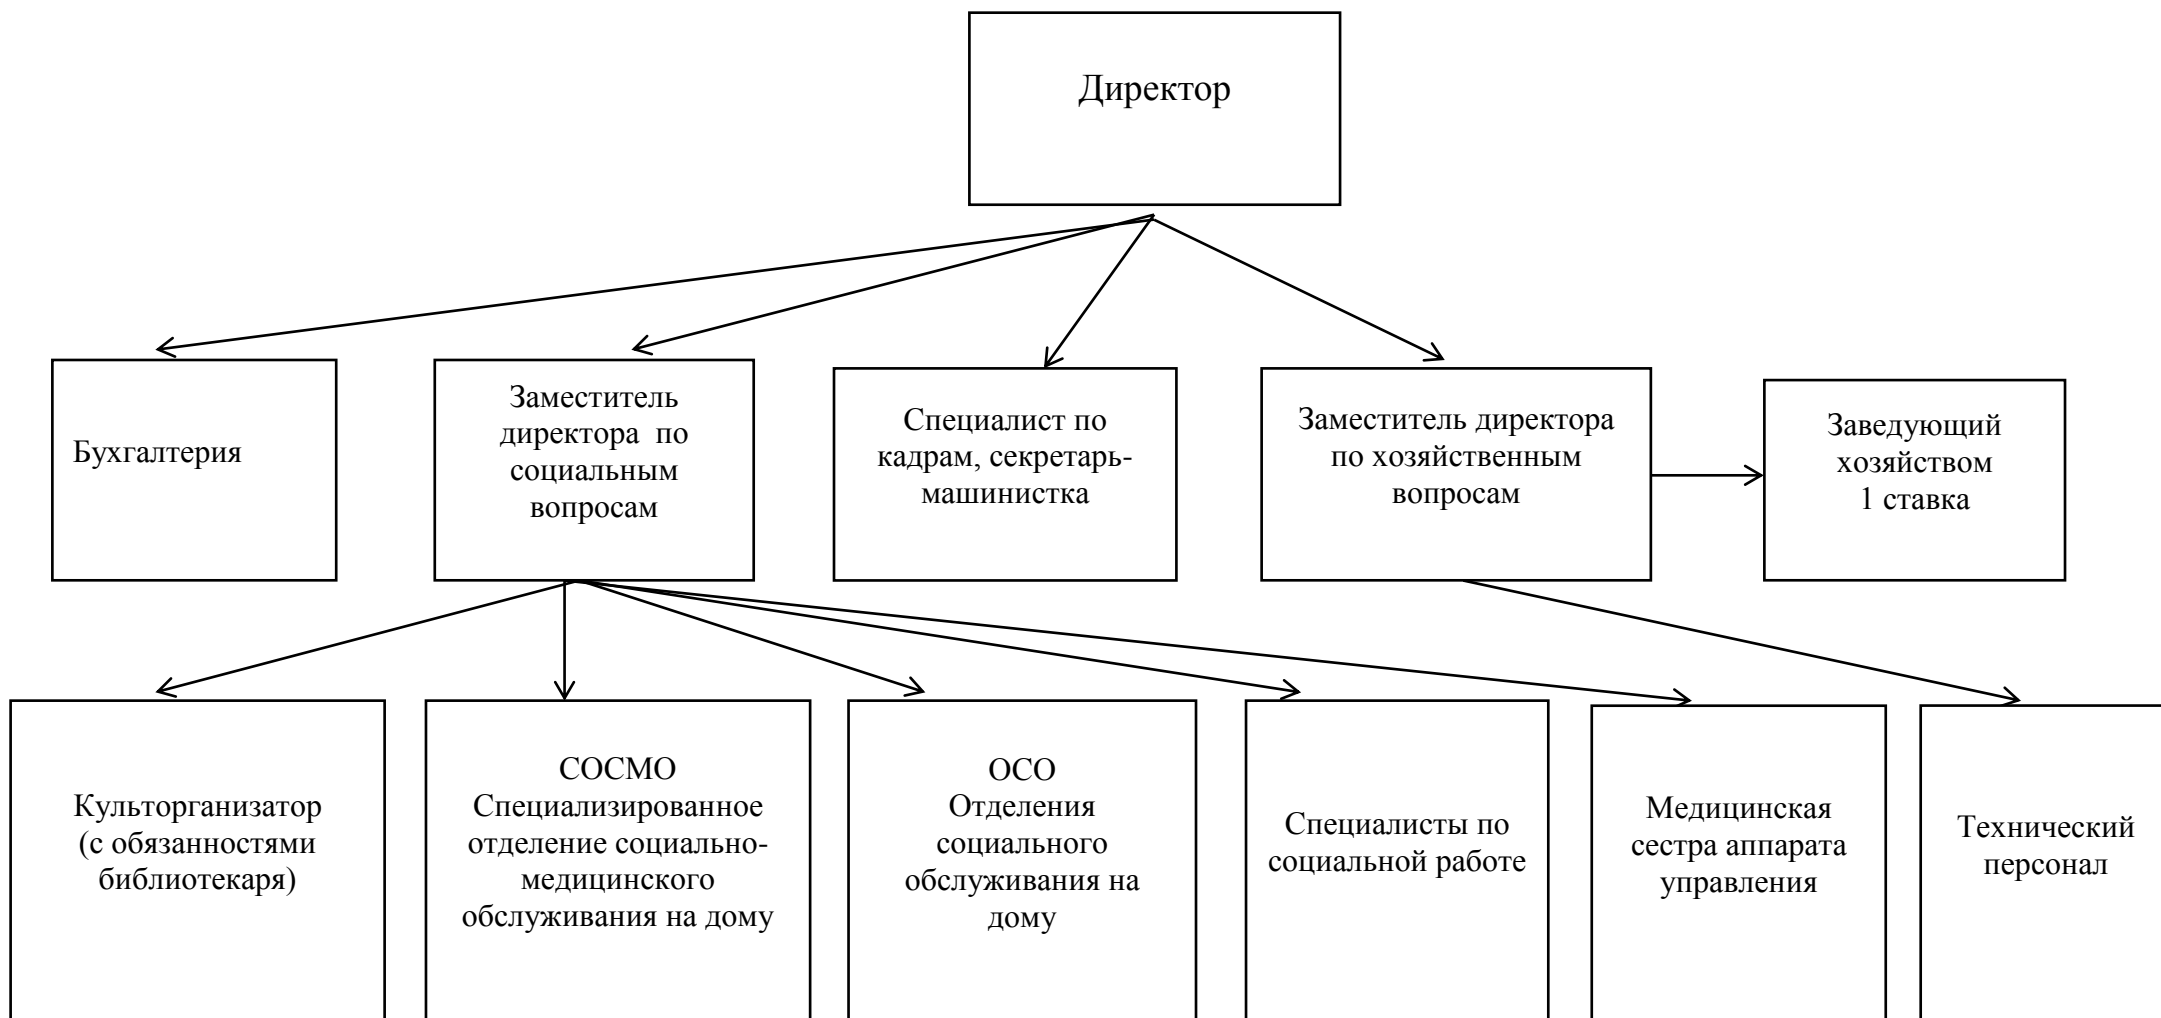 Директор
Бухгалтерия
Заместитель
директора по
социальным
вопросам
Специалист по
кадрам, секретарь-
машинистка
Заместитель директора
по хозяйственным
вопросам
Заведующий
хозяйством
1 ставка
Культорганизатор
(с обязанностями
библиотекаря)
СОСМО
Специализированное
отделение социально-
медицинского
обслуживания на дому
ОСО
Отделения
социального
обслуживания на
дому
Специалисты по
социальной работе
Медицинская
сестра аппарата
управления
Технический
персонал